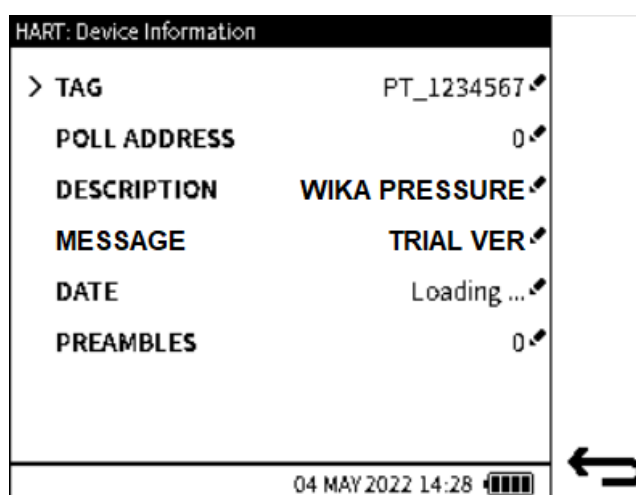 HART: Device Information
> TAG PT_1234567
POLL ADDRESS 0
DESCRIPTION WIKA PRESSURE
MESSAGE TRIAL VER
DATE Loading ...
PREAMBLES 0
04 MAY 2022 14:28